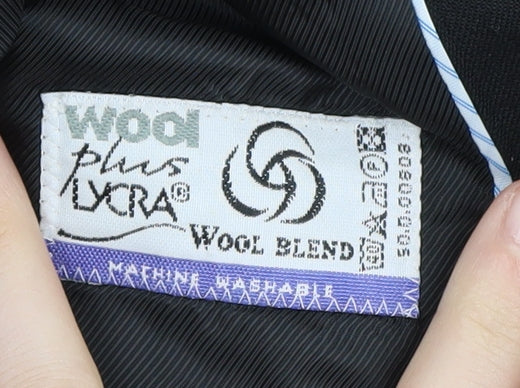 WOOl
plus
LYCRA®
WOOL BLEND
MACHINE WASHABLE